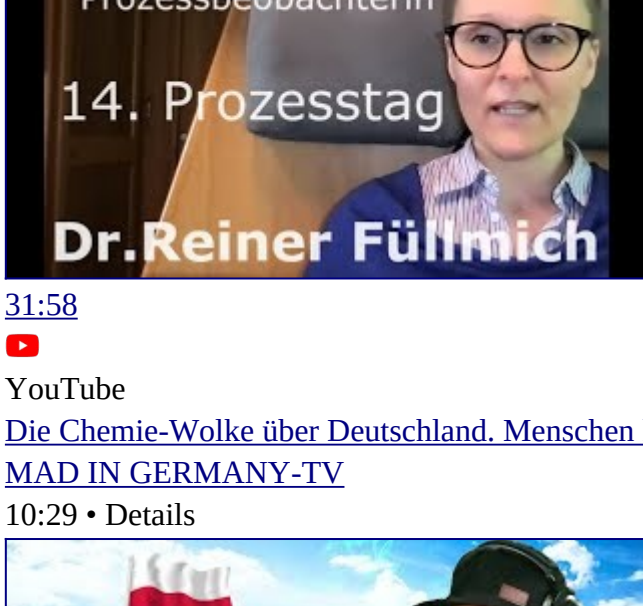 Prozessbeobachterin
14. Prozesstag
Dr.Reiner Füllmich
31:58
YouTube
Die Chemie-Wolke über Deutschland. Menschen
MAD IN GERMANY-TV
10:29 • Details